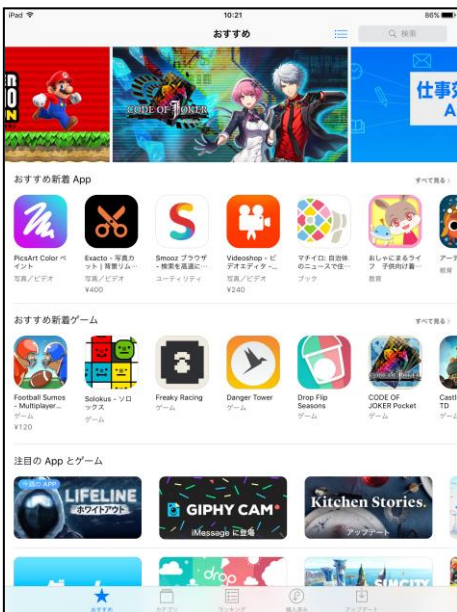 iPad
10:21
86%
おすすめ
検索
CODE OF JOKER
仕事効
A
おすすめ新着 App
すべて見る >
PicsArt Color ペイント
写真／ビデオ
Exacto - 写真カット | 背景リム…
写真／ビデオ
¥400
Smooz ブラウザ - 検索を高速に…
ユーティリティ
Videoshop - ビデオエディタ -…
写真／ビデオ
¥240
マチイロ: 自治体のニュースで住…
ブック
おしゃにまるライフ 子供向け着…
教育
アーテ
教育
おすすめ新着ゲーム
すべて見る >
Football Sumos - Multiplayer…
ゲーム
¥120
Solokus - ソロックス
ゲーム
Freaky Racing
ゲーム
Danger Tower
ゲーム
Drop Flip Seasons
ゲーム
CODE OF JOKER Pocket
ゲーム
Castl
TD
ゲーム
注目の App とゲーム
今週の APP
LIFELINE
ホワイトアウト
GIPHY CAM
iMessage に登場
Kitchen Stories.
アップデート
drop
SIMCITY
おすすめ
カテゴリ
ランキング
購入済み
アップデート